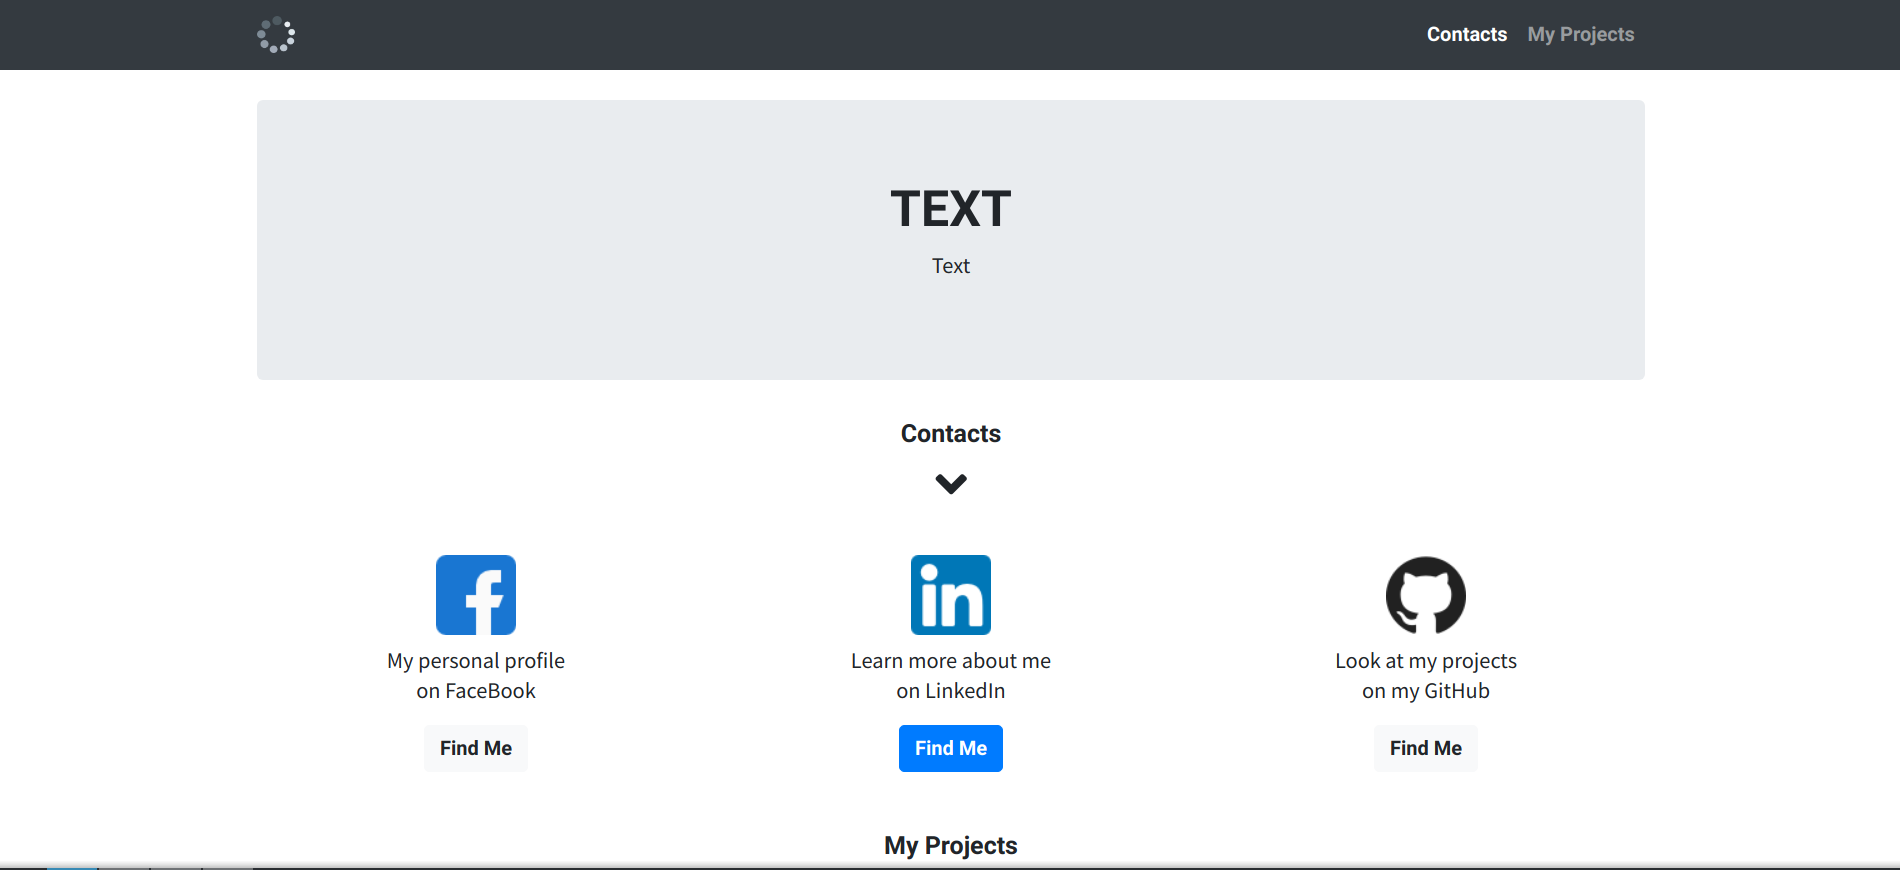 Contacts My Projects
TEXT
Text
Contacts
My personal profile
on FaceBook
Find Me
Learn more about me
on LinkedIn
Find Me
Look at my projects
on my GitHub
Find Me
My Projects